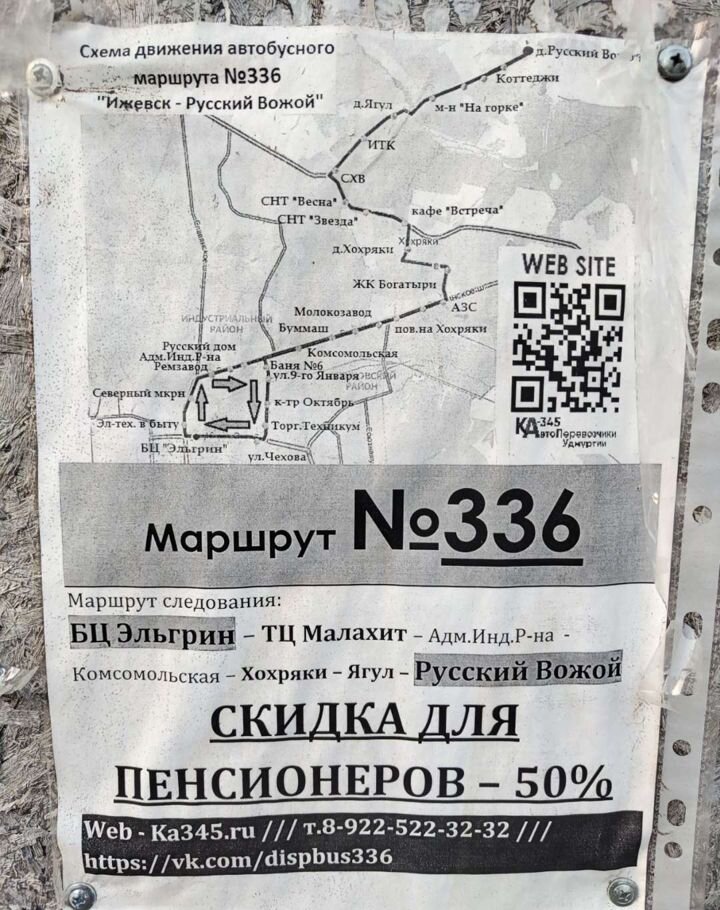 Схема движения автобусного
маршрута №336
"Ижевск - Русский Вожой"
д.Русский
Коттеджи
м-н "На горке"
д.Ягул
ИТК
СХВ
СНТ "Весна"
СНТ "Звезда"
кафе "Встреча"
Хохряки
д.Хохряки
ЖК Богатыри
АЗС
Молокозавод
ИНДУСТРИАЛЬНЫЙ
РАЙОН
Буммаш
пов.на Хохряки
Русский дом
Адм.Инд.Р-на
Ремзавод
Комсомольская
Баня №6
ул.9-го Января
РАЙОН
Северный мкрн
к-тр Октябрь
Эл-тех. в быту
Торг.Техникум
БЦ "Эльгрин"
ул.Чехова
WEB SITE
КА-345
АвтоПеревозчики
Удмуртии
Маршрут №336
Маршрут следования:
БЦ Эльгрин – ТЦ Малахит – Адм.Инд.Р-на -
Комсомольская – Хохряки – Ягул – Русский Вожой
СКИДКА ДЛЯ
ПЕНСИОНЕРОВ – 50%
Web - Ka345.ru /// т.8-922-522-32-32 ///
https://vk.com/dispbus336